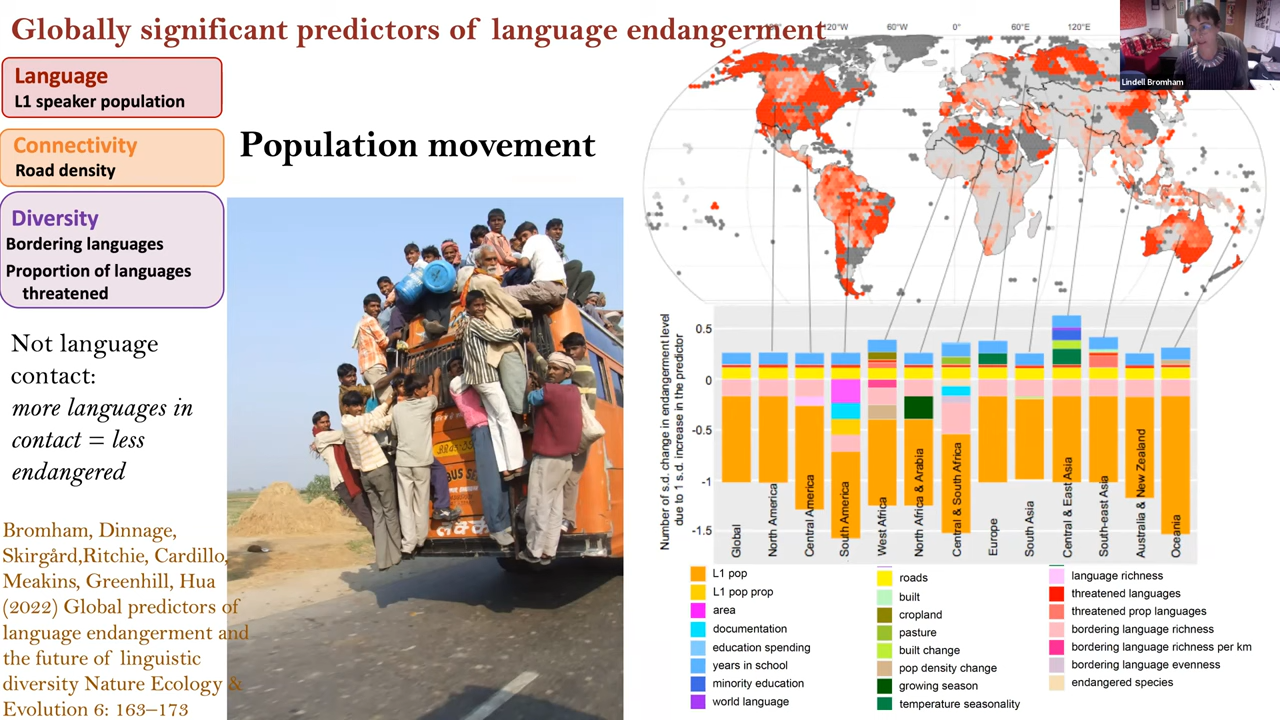 Globally significant predictors of language endangerment
120°W
60°W
0°
60°E
120°E
Lindell Bromham
Language
L1 speaker population
Connectivity
Road density
Diversity
Bordering languages
Proportion of languages
threatened
Population movement
Not language
contact:
more languages in
contact = less
endangered
Bromham, Dinnage,
Skirgård,Ritchie, Cardillo,
Meakins, Greenhill, Hua
(2022) Global predictors of
language endangerment and
the future of linguistic
diversity Nature Ecology &
Evolution 6: 163–173
BUS
Number of s.d. change in endangerment level
due to 1 s.d. increase in the predictor
0.5
0
-0.5
-1
-1.5
Global
North America
Central America
South America
West Africa
North Africa & Arabia
Central & South Africa
Europe
South Asia
Central & East Asia
South-east Asia
Australia & New Zealand
Oceania
L1 pop
L1 pop prop
area
documentation
education spending
years in school
minority education
world language
roads
built
cropland
pasture
built change
pop density change
growing season
temperature seasonality
language richness
threatened languages
threatened prop languages
bordering language richness
bordering language richness per km
bordering language evenness
endangered species